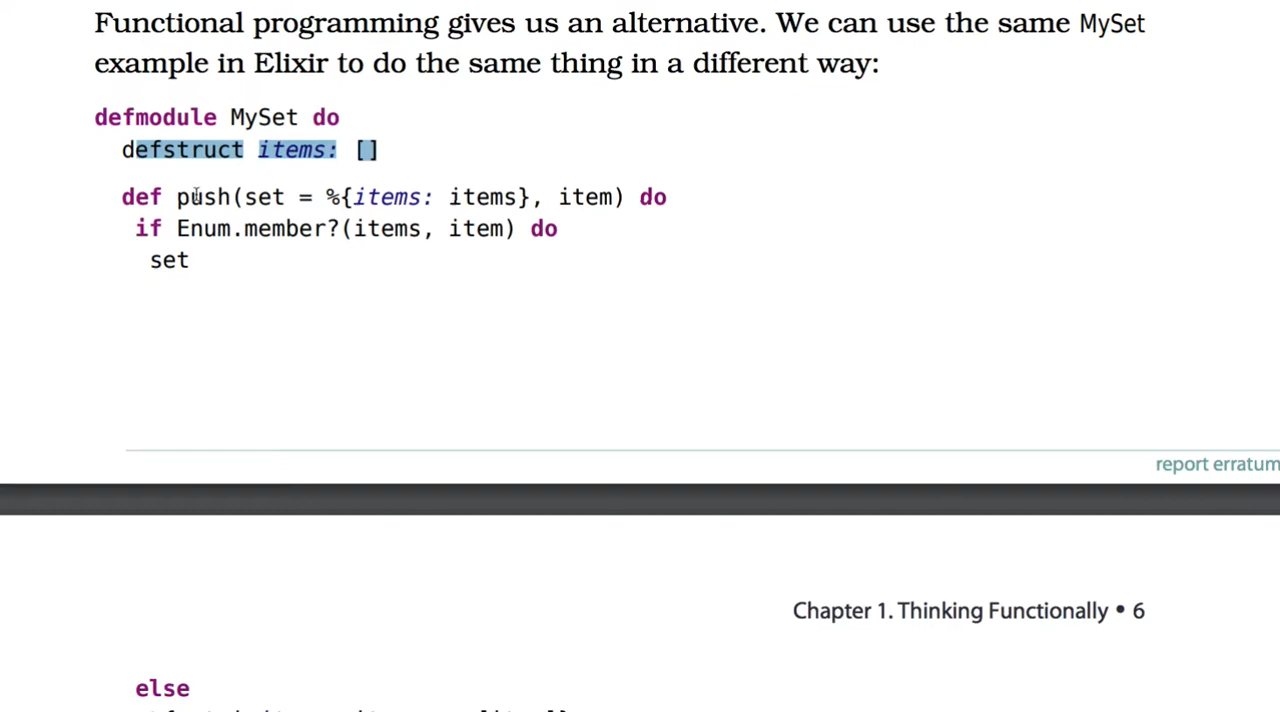 Functional programming gives us an alternative. We can use the same MySet
example in Elixir to do the same thing in a different way:
defmodule MySet do
defstruct items: []
def push(set = %{items: items}, item) do
if Enum.member?(items, item) do
set
report erratum
Chapter 1. Thinking Functionally • 6
else